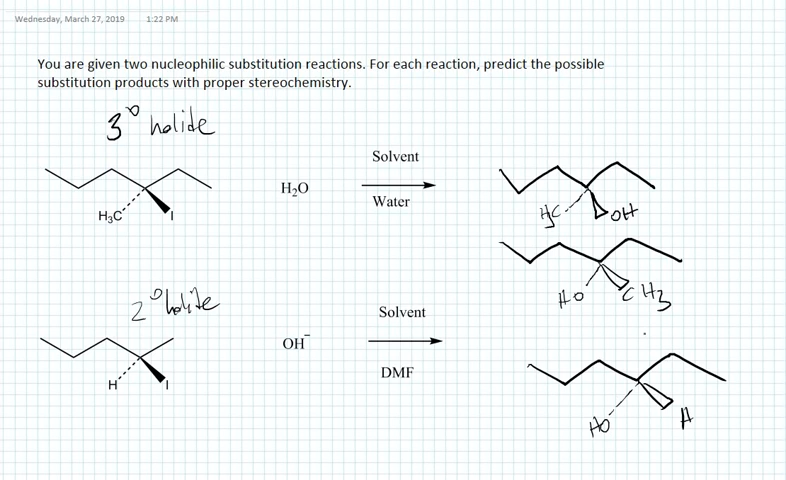 Wednesday, March 27, 2019 1:22 PM
You are given two nucleophilic substitution reactions. For each reaction, predict the possible
substitution products with proper stereochemistry.
3° halide
Solvent
H₂O
Water
H₃C I
H₃C OH
HO CH₃
2° halide
Solvent
OH⁻
DMF
H I
HO H